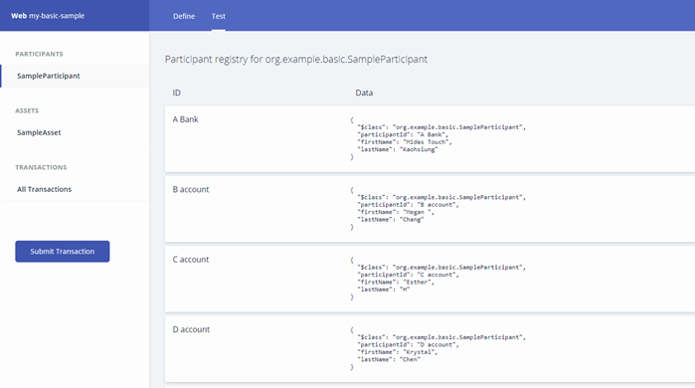 Web my-basic-sample
Define
Test
PARTICIPANTS
SampleParticipant
ASSETS
SampleAsset
TRANSACTIONS
All Transactions
Submit Transaction
Participant registry for org.example.basic.SampleParticipant
ID Data
A Bank
{
"$class": "org.example.basic.SampleParticipant",
"participantId": "A Bank",
"firstName": "Midas Touch",
"lastName": "Kaohsiung"
}
B account
{
"$class": "org.example.basic.SampleParticipant",
"participantId": "B account",
"firstName": "Megan ",
"lastName": "Chang"
}
C account
{
"$class": "org.example.basic.SampleParticipant",
"participantId": "C account",
"firstName": "Esther",
"lastName": "H"
}
D account
{
"$class": "org.example.basic.SampleParticipant",
"participantId": "D account",
"firstName": "Krystal",
"lastName": "Chen"
}